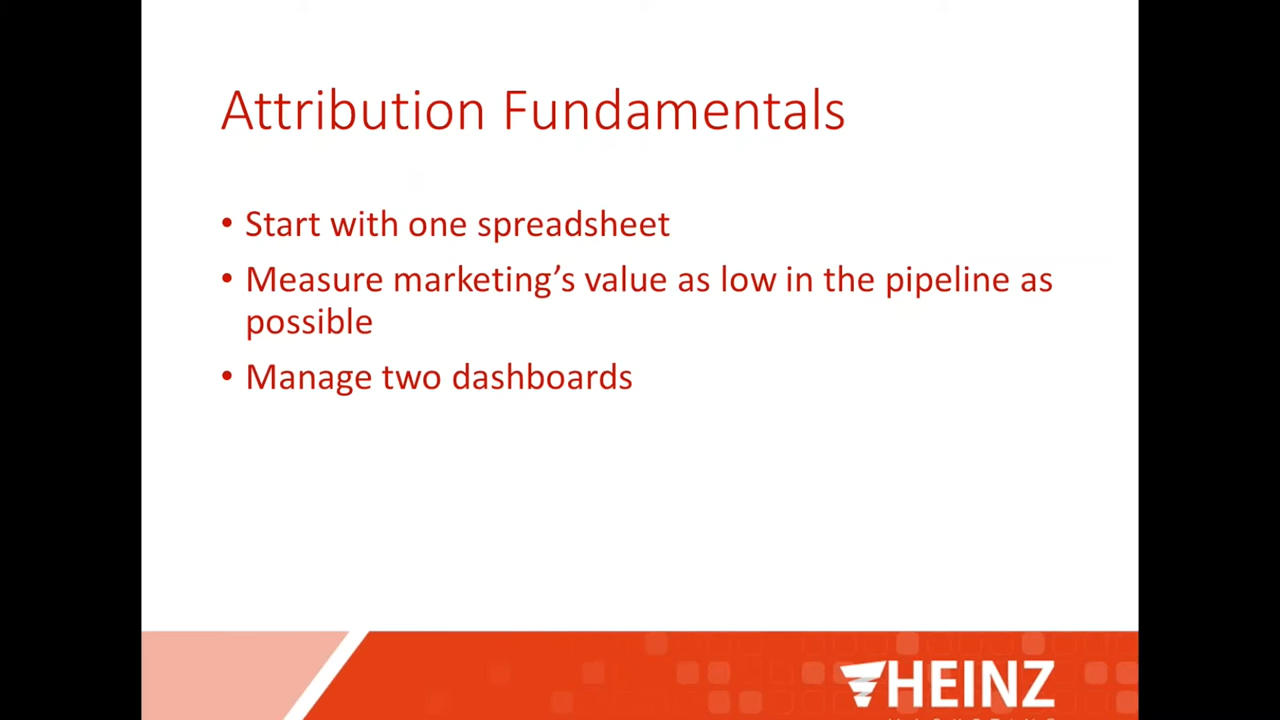 Attribution Fundamentals
• Start with one spreadsheet
• Measure marketing’s value as low in the pipeline as
possible
• Manage two dashboards
HEINZ